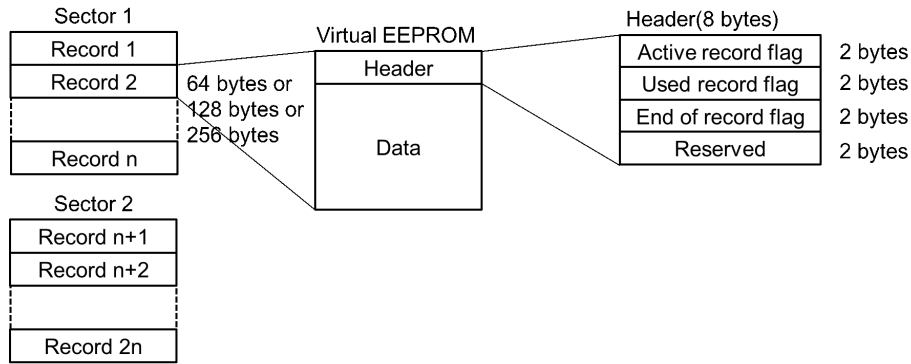 Sector 1
Record 1
Record 2
Record n
64 bytes or
128 bytes or
256 bytes
Sector 2
Record n+1
Record n+2
Record 2n
Virtual EEPROM
Header
Data
Header(8 bytes)
Active record flag 2 bytes
Used record flag 2 bytes
End of record flag 2 bytes
Reserved 2 bytes